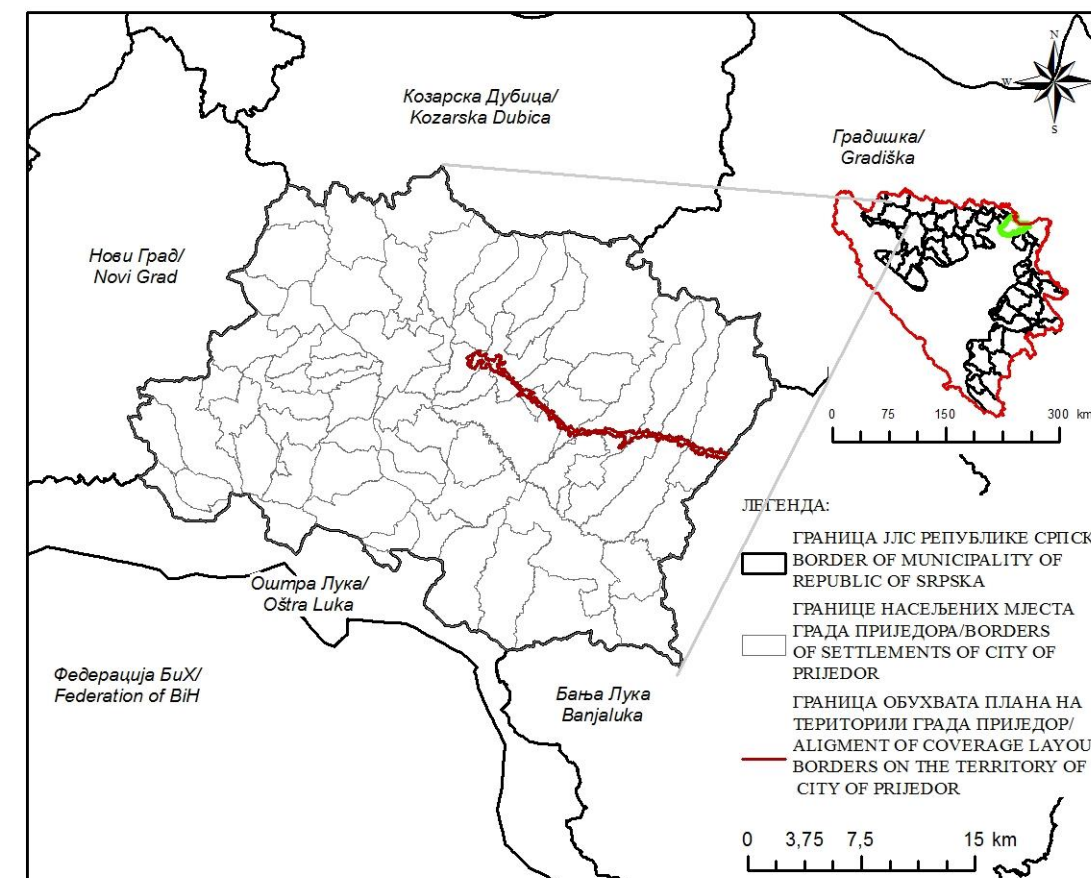 Козарска Дубица/
Kozarska Dubica
N
W
S
Градишка/
Gradiška
Нови Град/
Novi Grad
0 75 150 300 km
ЛЕГЕНДА:
ГРАНИЦА ЈЛС РЕПУБЛИКЕ СРПСК
BORDER OF MUNICIPALITY OF
REPUBLIC OF SRPSKA
ГРАНИЦЕ НАСЕЉЕНИХ МЈЕСТА
ГРАДА ПРИЈЕДОРА/BORDERS
OF SETTLEMENTS OF CITY OF
PRIJEDOR
ГРАНИЦА ОБУХВАТА ПЛАНА НА
ТЕРИТОРИЈИ ГРАДА ПРИЈЕДОР/
ALIGMENT OF COVERAGE LAYOU
BORDERS ON THE TERRITORY OF
CITY OF PRIJEDOR
Оштра Лука/
Oštra Luka
Федерација БиХ/
Federation of BiH
Бања Лука
Banjaluka
0 3,75 7,5 15 km